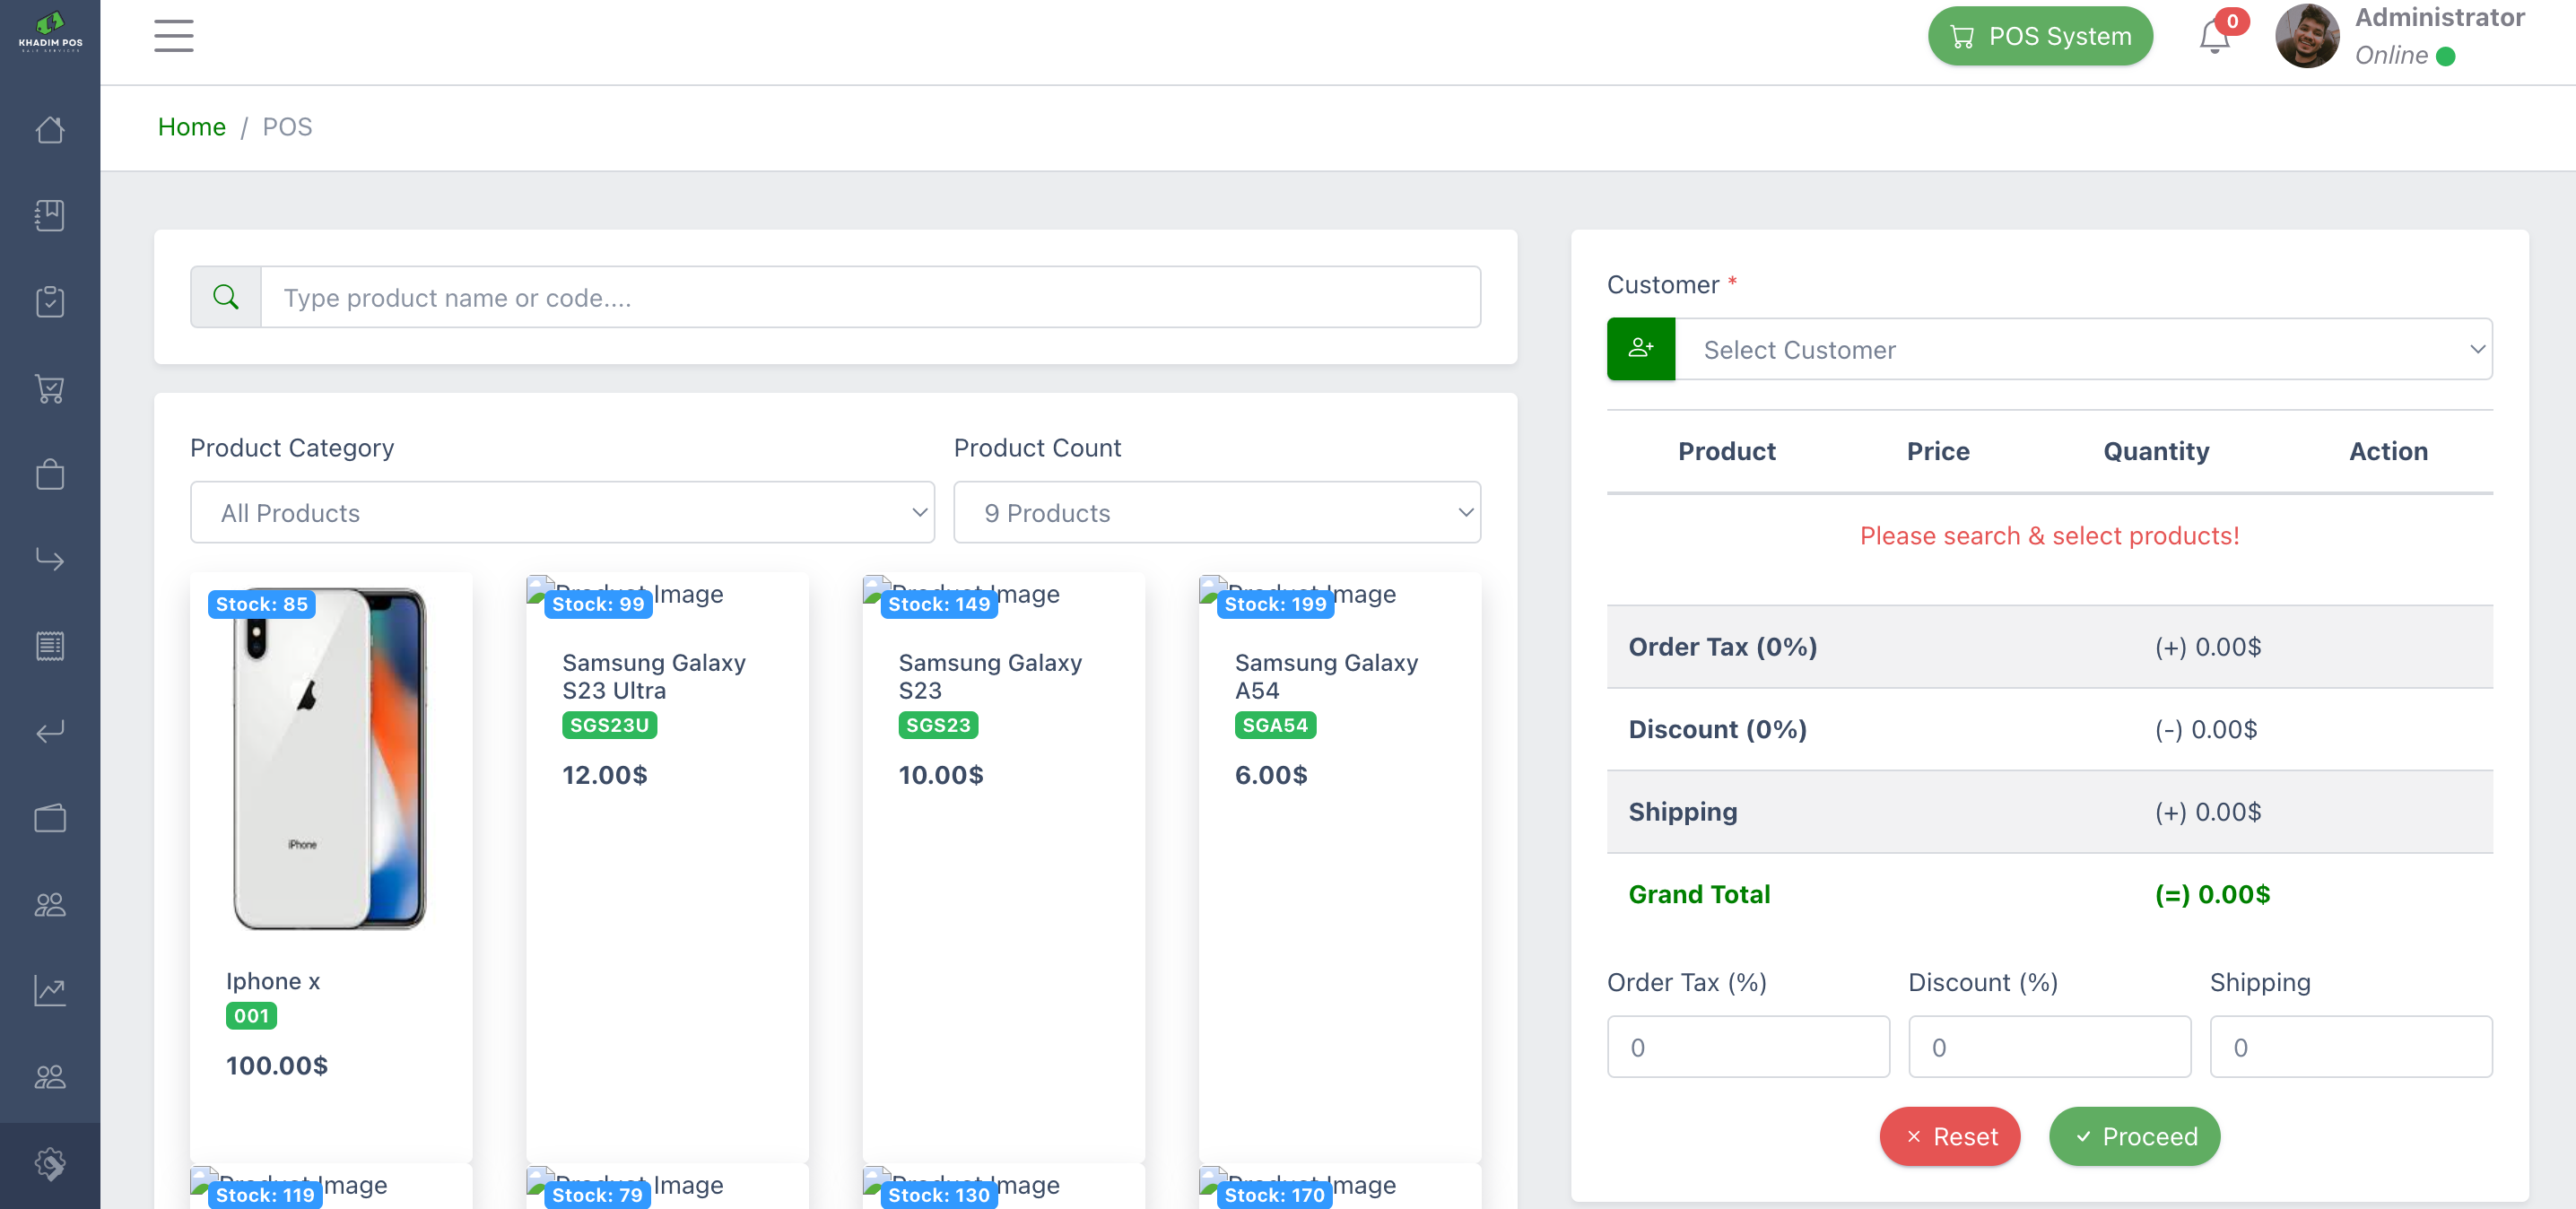 KHADIM POS
SALE SERVICES
POS System
0
Administrator
Online
Home / POS
Type product name or code....
Product Category
Product Count
All Products
9 Products
Stock: 85
iPhone
Iphone x
001
100.00$
Product Image
Stock: 99
Samsung Galaxy
S23 Ultra
SGS23U
12.00$
Product Image
Stock: 149
Samsung Galaxy
S23
SGS23
10.00$
Product Image
Stock: 199
Samsung Galaxy
A54
SGA54
6.00$
Product Image
Stock: 119
Product Image
Stock: 79
Product Image
Stock: 130
Product Image
Stock: 170
Customer *
Select Customer
Product Price Quantity Action
Please search & select products!
Order Tax (0%) (+) 0.00$
Discount (0%) (-) 0.00$
Shipping (+) 0.00$
Grand Total (=) 0.00$
Order Tax (%) Discount (%) Shipping
0 0 0
Reset Proceed